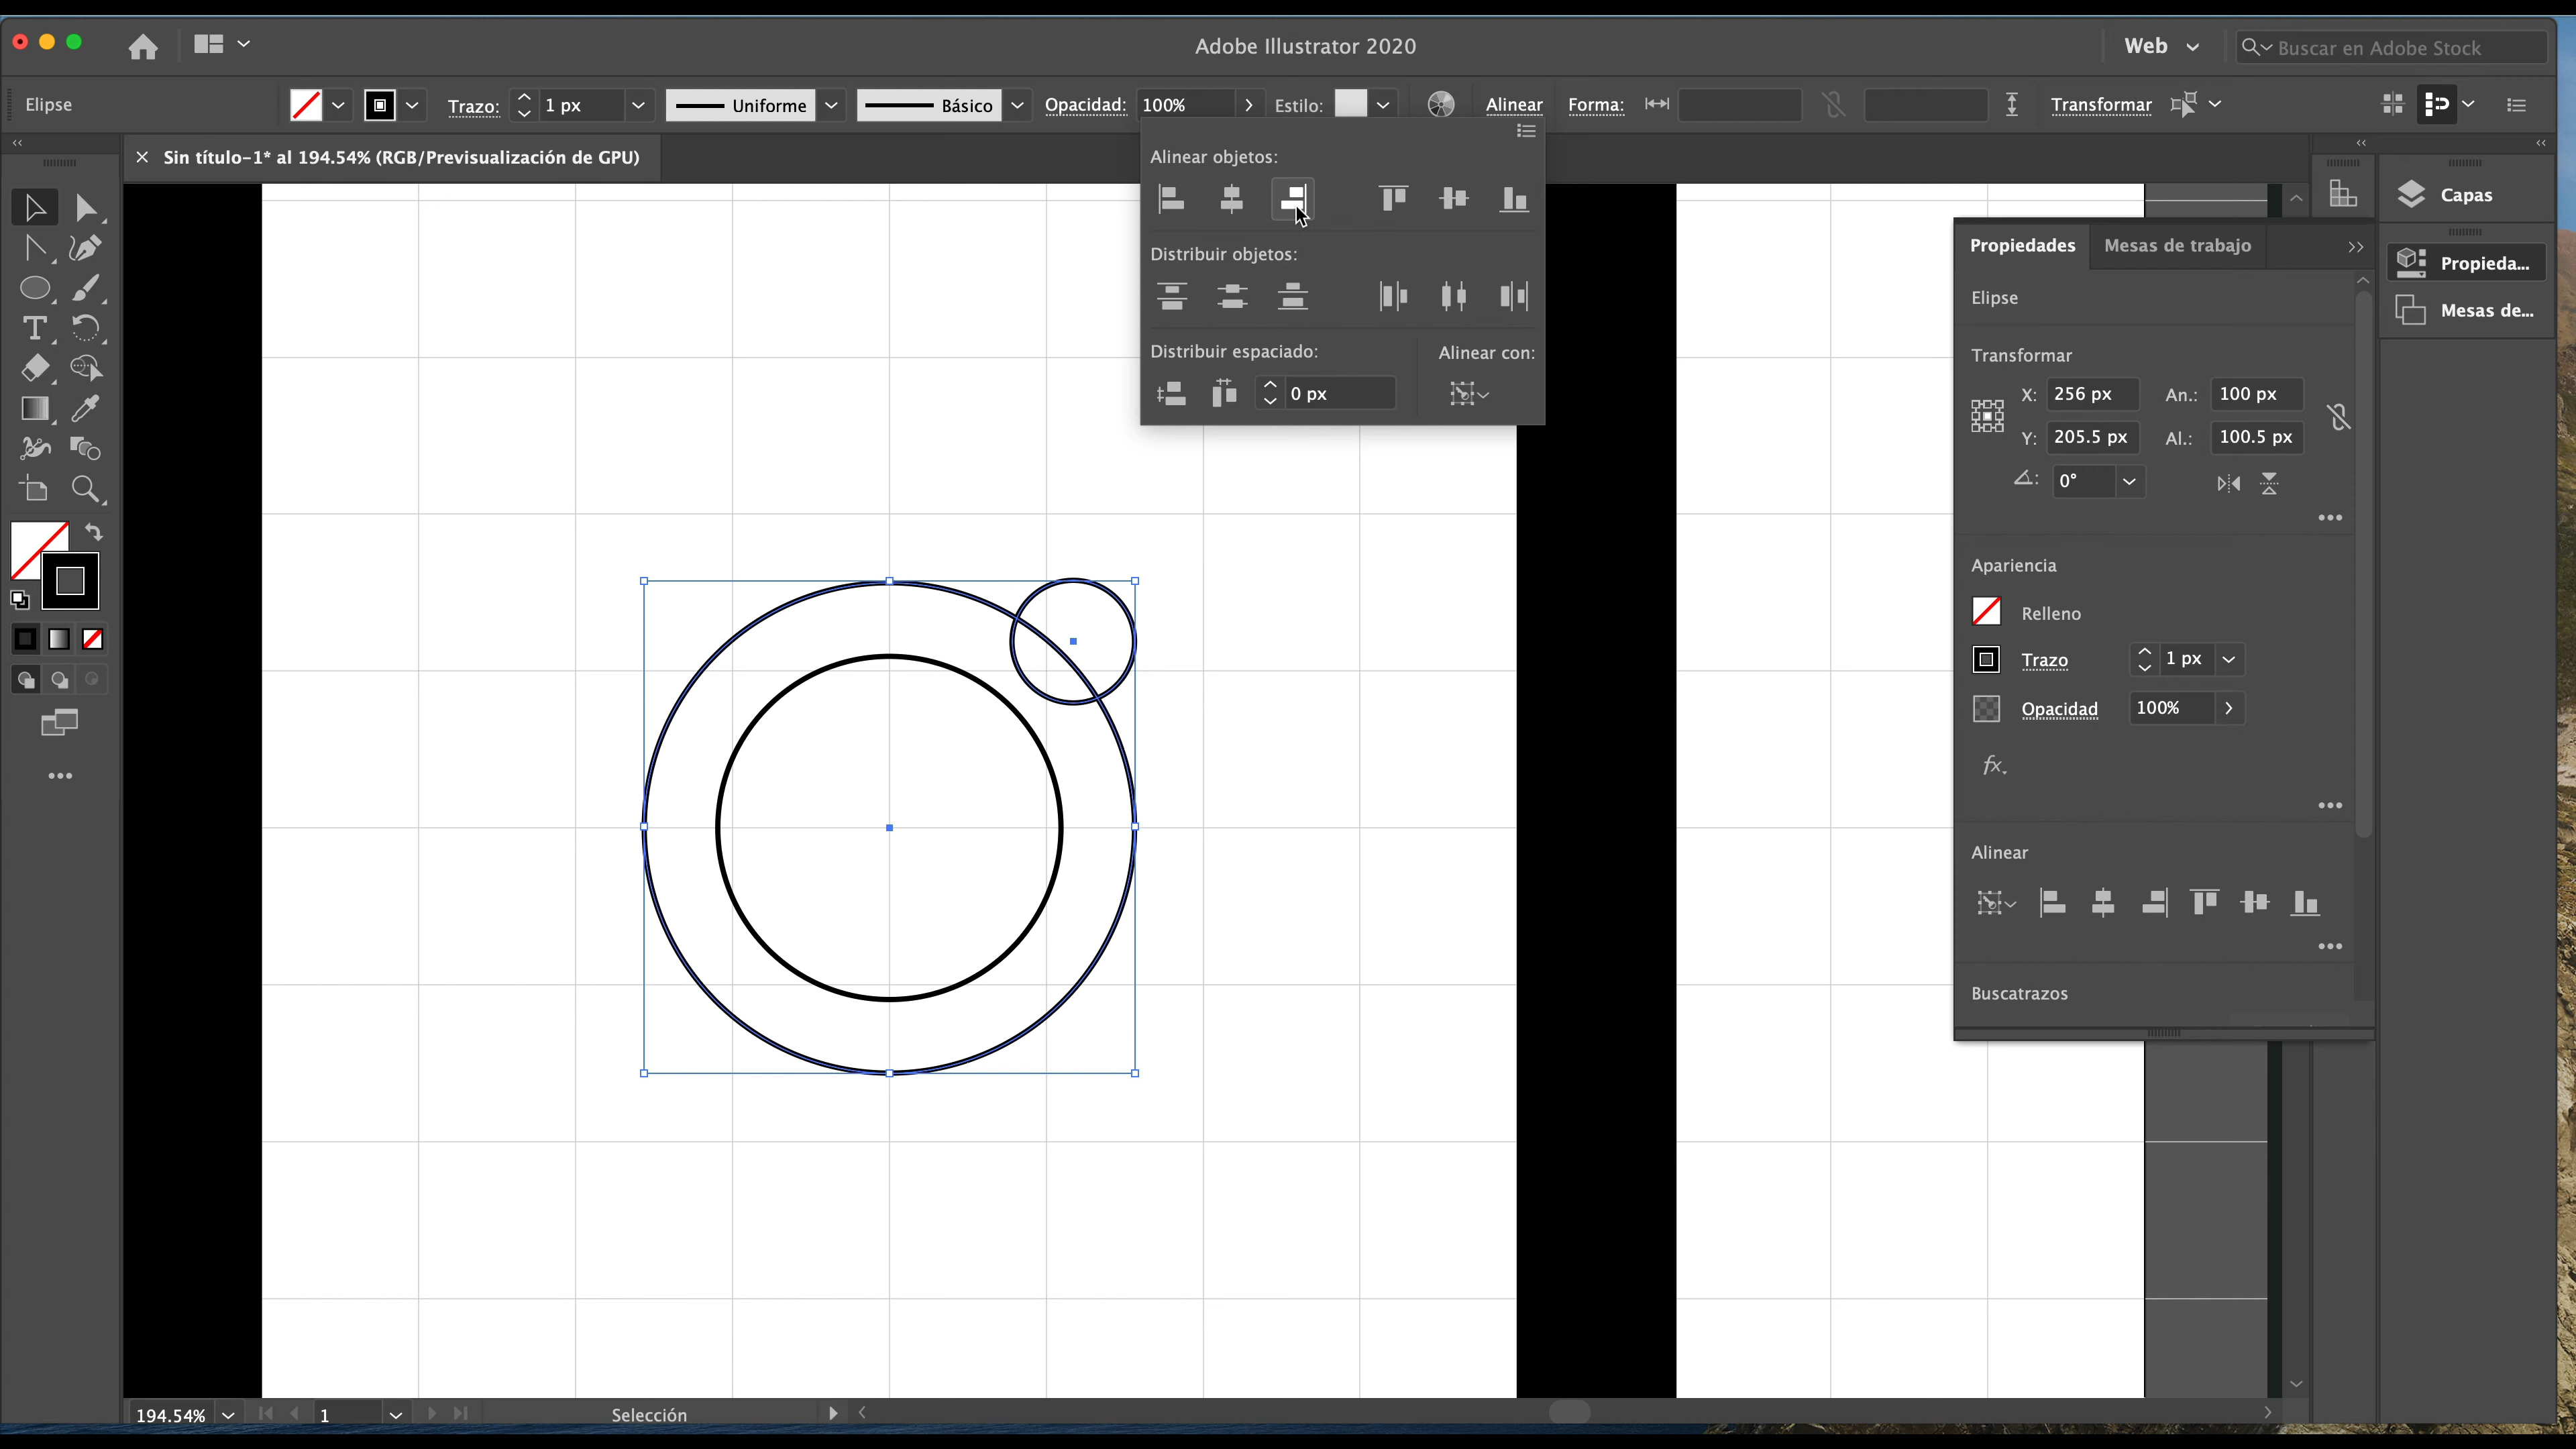 Adobe Illustrator 2020
Web
Buscar en Adobe Stock
Elipse
Trazo:
1 px
Uniforme
Básico
Opacidad:
100%
Estilo:
Alinear
Forma:
Transformar
Sin título-1* al 194.54% (RGB/Previsualización de GPU)
Alinear objetos:
Distribuir objetos:
Distribuir espaciado:
Alinear con:
0 px
Capas
Propieda...
Mesas de...
Propiedades
Mesas de trabajo
Elipse
Transformar
X:
256 px
An.:
100 px
Y:
205.5 px
Al.:
100.5 px
0°
Apariencia
Relleno
Trazo
1 px
Opacidad
100%
fx.
Alinear
Buscatrazos
194.54%
1
Selección